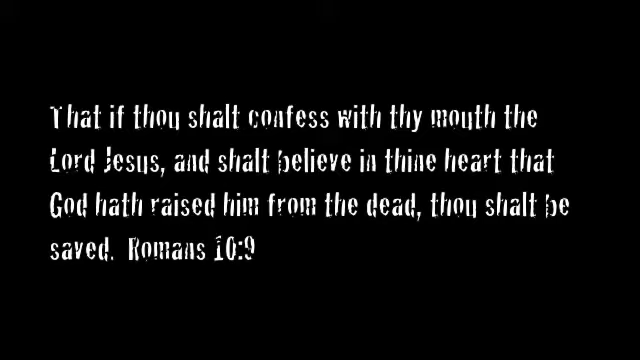 That if thou shalt confess with thy mouth the
Lord Jesus, and shalt believe in thine heart that
God hath raised him from the dead, thou shalt be
saved. Romans 10:9